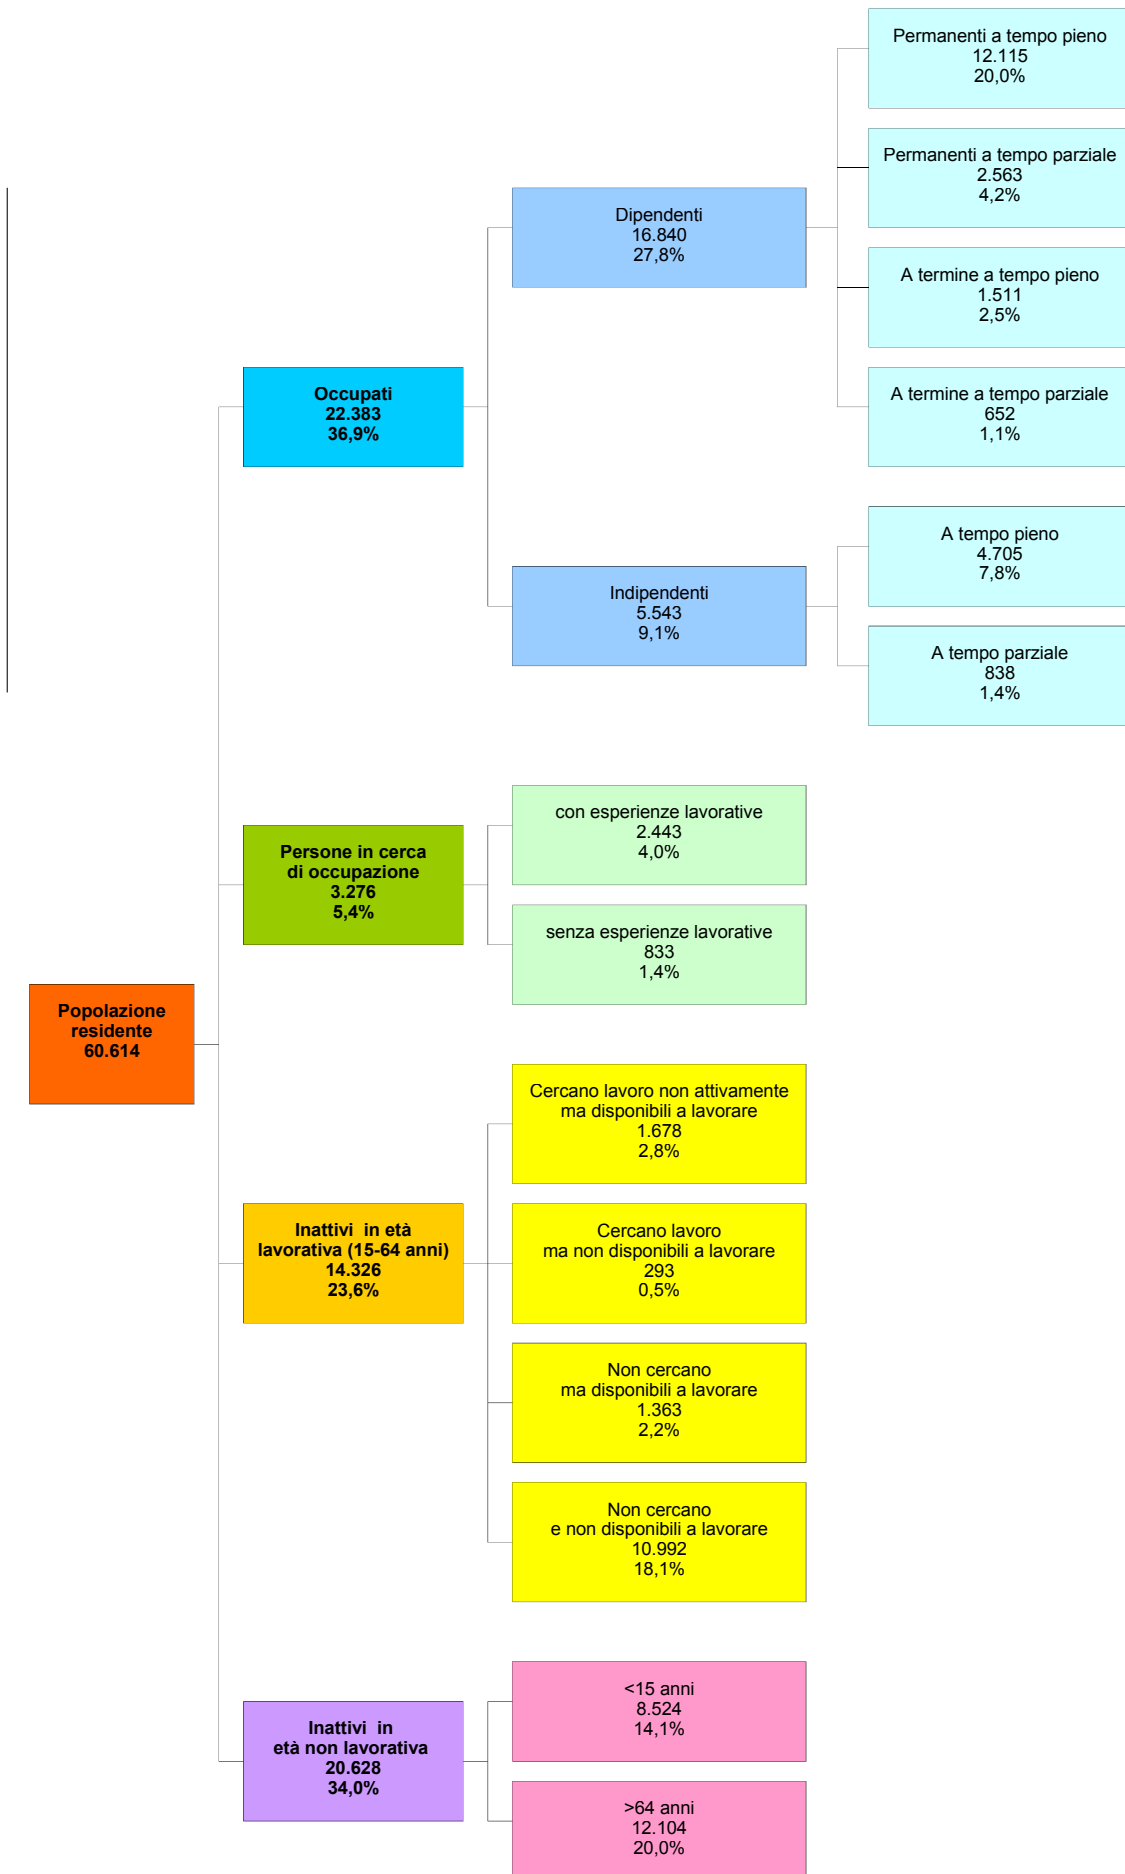 Permanenti a tempo pieno
12.115
20,0%
Permanenti a tempo parziale
2.563
4,2%
Dipendenti
16.840
27,8%
A termine a tempo pieno
1.511
2,5%
Occupati
22.383
36,9%
A termine a tempo parziale
652
1,1%
A tempo pieno
4.705
7,8%
Indipendenti
5.543
9,1%
A tempo parziale
838
1,4%
con esperienze lavorative
2.443
4,0%
Persone in cerca
di occupazione
3.276
5,4%
senza esperienze lavorative
833
1,4%
Popolazione
residente
60.614
Cercano lavoro non attivamente
ma disponibili a lavorare
1.678
2,8%
Inattivi in età
lavorativa (15-64 anni)
14.326
23,6%
Cercano lavoro
ma non disponibili a lavorare
293
0,5%
Non cercano
ma disponibili a lavorare
1.363
2,2%
Non cercano
e non disponibili a lavorare
10.992
18,1%
<15 anni
8.524
14,1%
Inattivi in
età non lavorativa
20.628
34,0%
>64 anni
12.104
20,0%